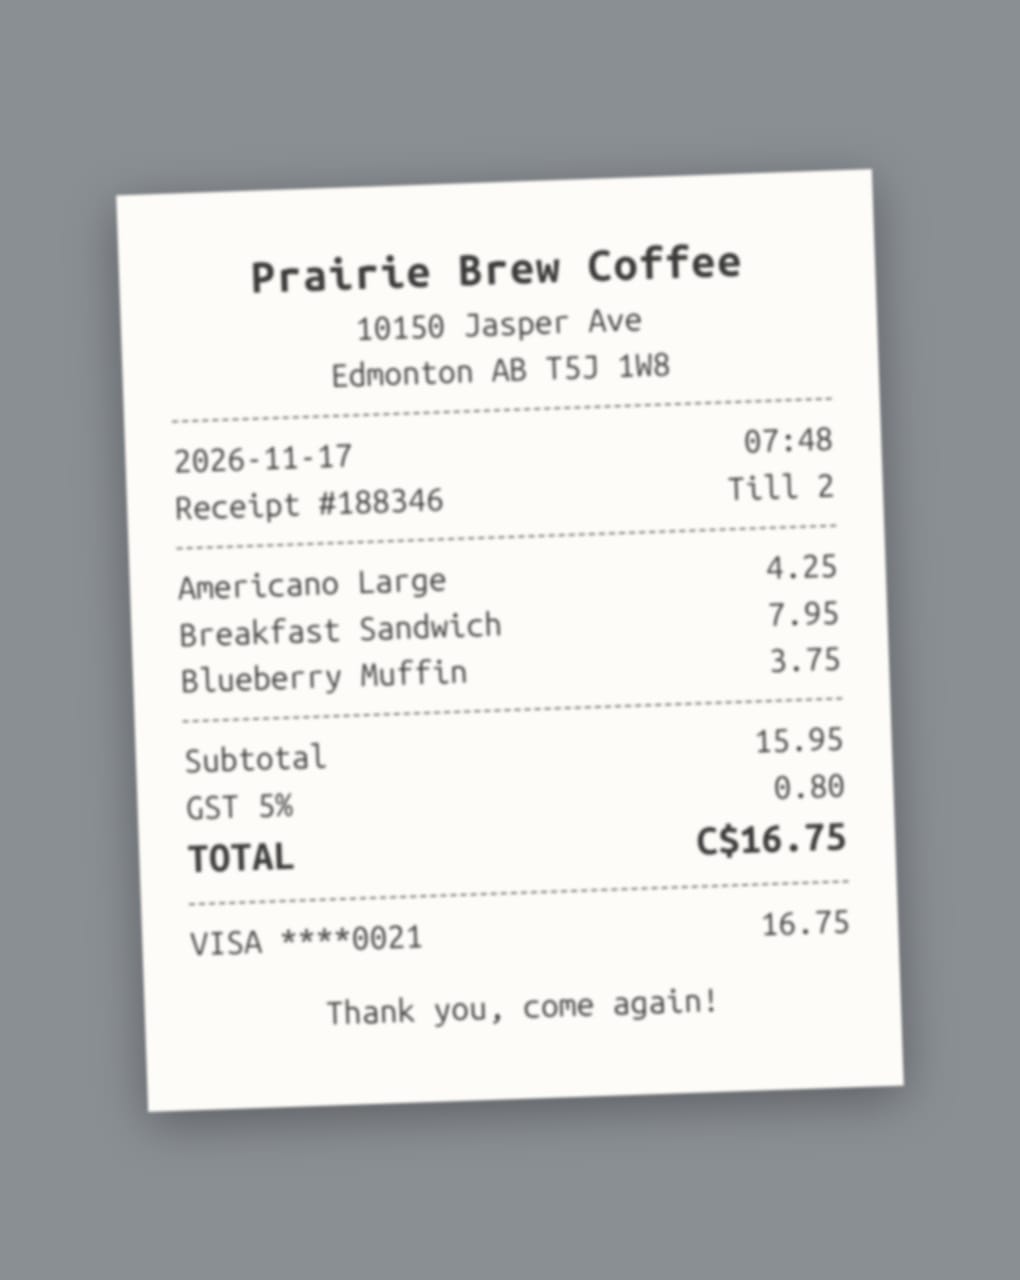 Prairie Brew Coffee
10150 Jasper Ave
Edmonton AB T5J 1W8
2026-11-17 07:48
Receipt #188346 Till 2
Americano Large 4.25
Breakfast Sandwich 7.95
Blueberry Muffin 3.75
Subtotal 15.95
GST 5% 0.80
TOTAL C$16.75
VISA ****0021 16.75
Thank you, come again!